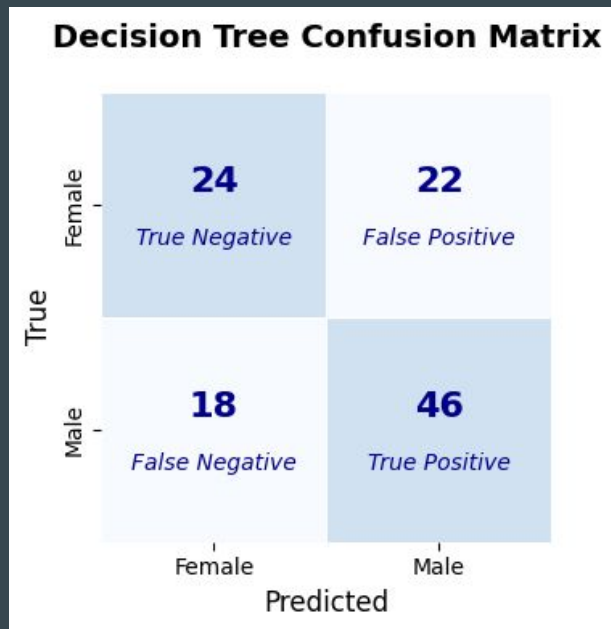 Decision Tree Confusion Matrix
True
Female
24
True Negative
22
False Positive
Male
18
False Negative
46
True Positive
Female
Male
Predicted